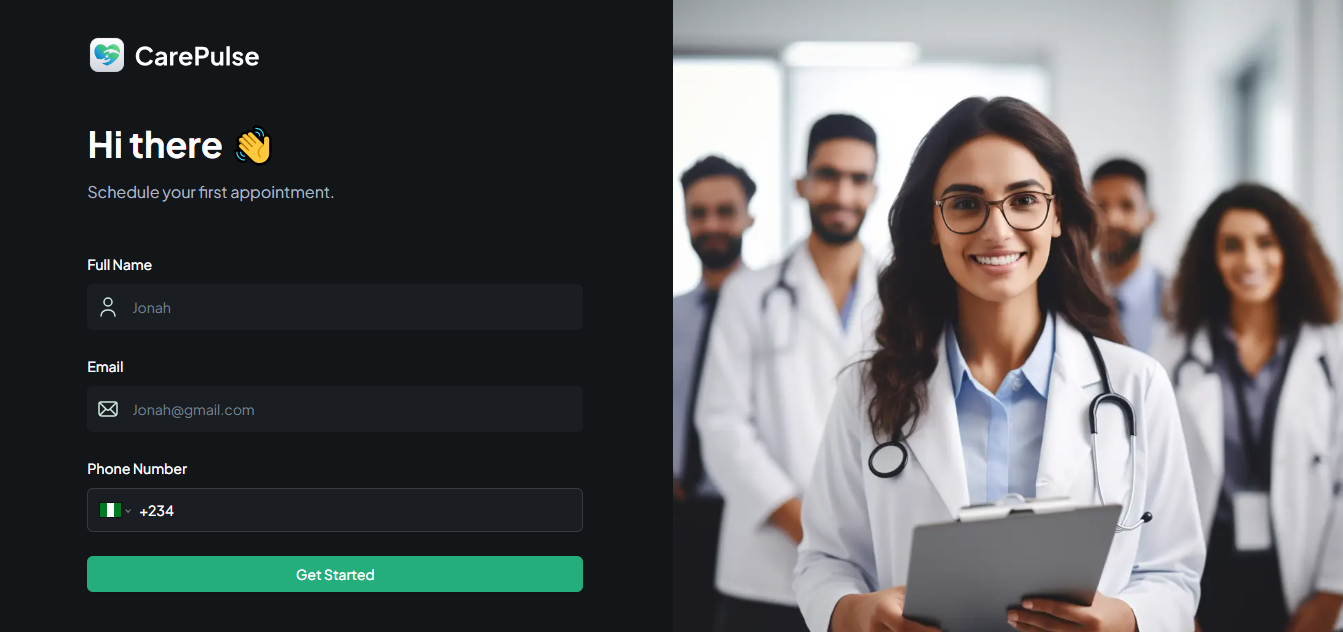 CarePulse
Hi there 👋
Schedule your first appointment.
Full Name
Jonah
Email
Jonah@gmail.com
Phone Number
+234
Get Started